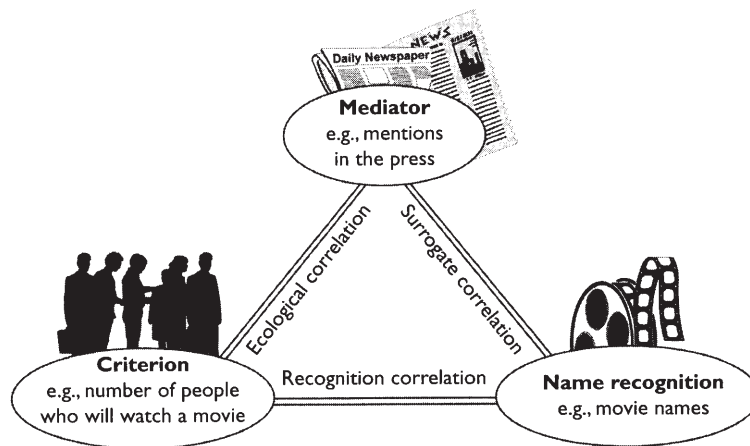 NEWS
Daily Newspaper
Mediator
e.g., mentions
in the press
Ecological correlation
Surrogate correlation
Criterion
e.g., number of people
who will watch a movie
Recognition correlation
Name recognition
e.g., movie names